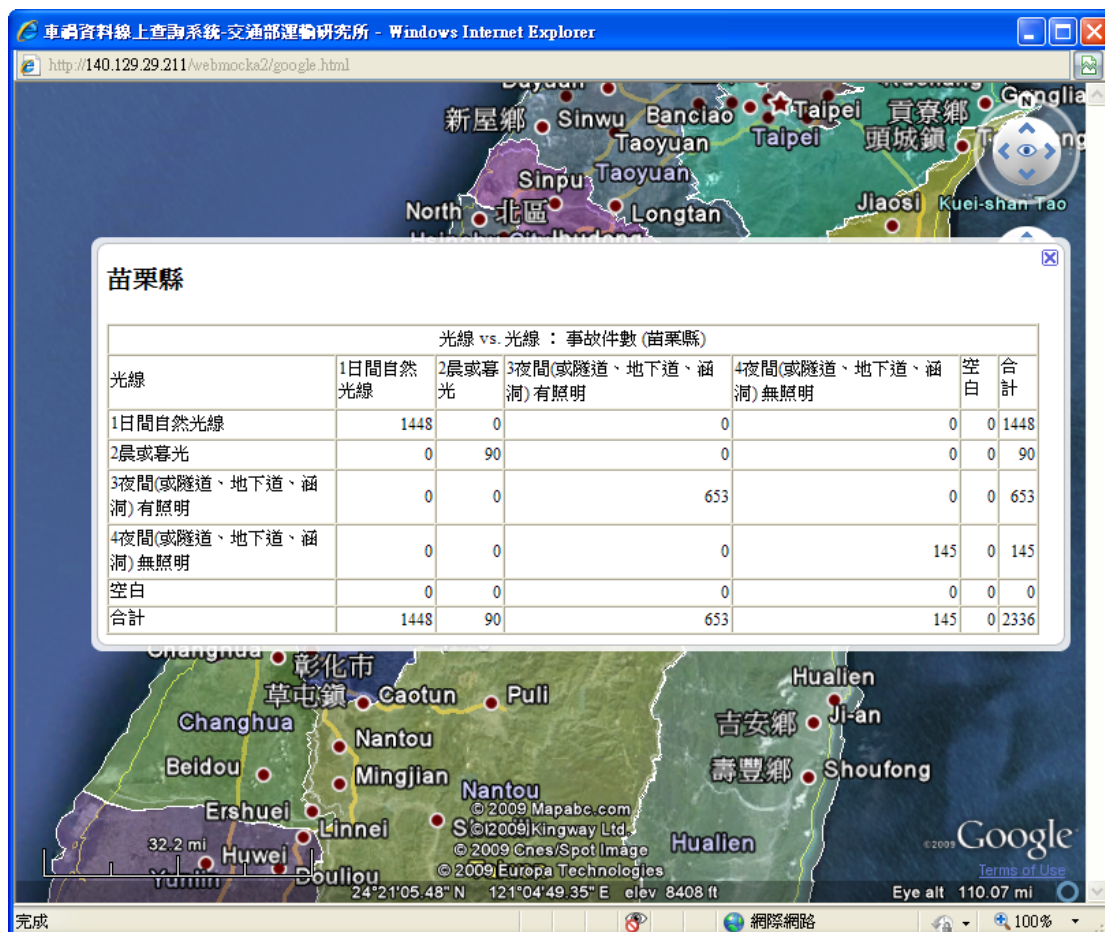 車禍資料線上查詢系統-交通部運輸研究所 - Windows Internet Explorer
http://140.129.29.211/webmocka2/google.html
新屋鄉 Sinwu Banciao Taipei 貢寮鄉 Gonglia
Taoyuan Taipei 頭城鎮
Sinpu Taoyuan
North 北區 Longtan Jiaosi Kuei-shan Tao
N
苗栗縣
光線 vs. 光線 : 事故件數 (苗栗縣)
光線 1日間自然光線 2晨或暮光 3夜間(或隧道、地下道、涵洞) 有照明 4夜間(或隧道、地下道、涵洞) 無照明 空白 合計
1日間自然光線 1448 0 0 0 0 1448
2晨或暮光 0 90 0 0 0 90
3夜間(或隧道、地下道、涵洞) 有照明 0 0 653 0 0 653
4夜間(或隧道、地下道、涵洞) 無照明 0 0 0 145 0 145
空白 0 0 0 0 0 0
合計 1448 90 653 145 0 2336
Changhua 彰化市
草屯鎮 Caotun Puli Hualien
Changhua 吉安鄉 Ji-an
Nantou
Beidou Mingjian 壽豐鄉 Shoufong
Nantou
Ershuei © 2009 Mapabc.com
Linnei © 2009 Kingway Ltd. Hualien ©2009 Google
32.2 mi Huwei © 2009 Cnes/Spot Image
© 2009 Europa Technologies Terms of Use
Yunlin Douliou
24°21'05.48" N 121°04'49.35" E elev 8408 ft Eye alt 110.07 mi
完成 網際網路 100%